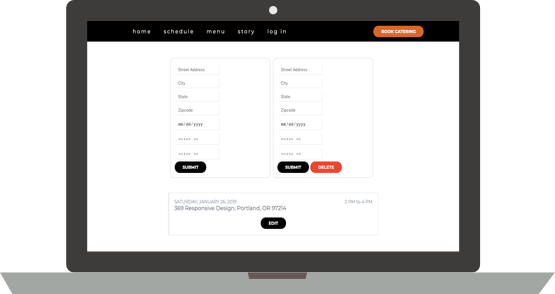 home schedule menu story log in BOOK CATERING
Street Address Street Address
City City
State State
Zipcode Zipcode
mm/dd/yyyy mm/dd/yyyy
--:-- -- --:-- --
--:-- -- --:-- --
SUBMIT SUBMIT DELETE
SATURDAY, JANUARY 26, 2019 2 PM to 4 PM
369 Responsive Design, Portland, OR 97214
EDIT